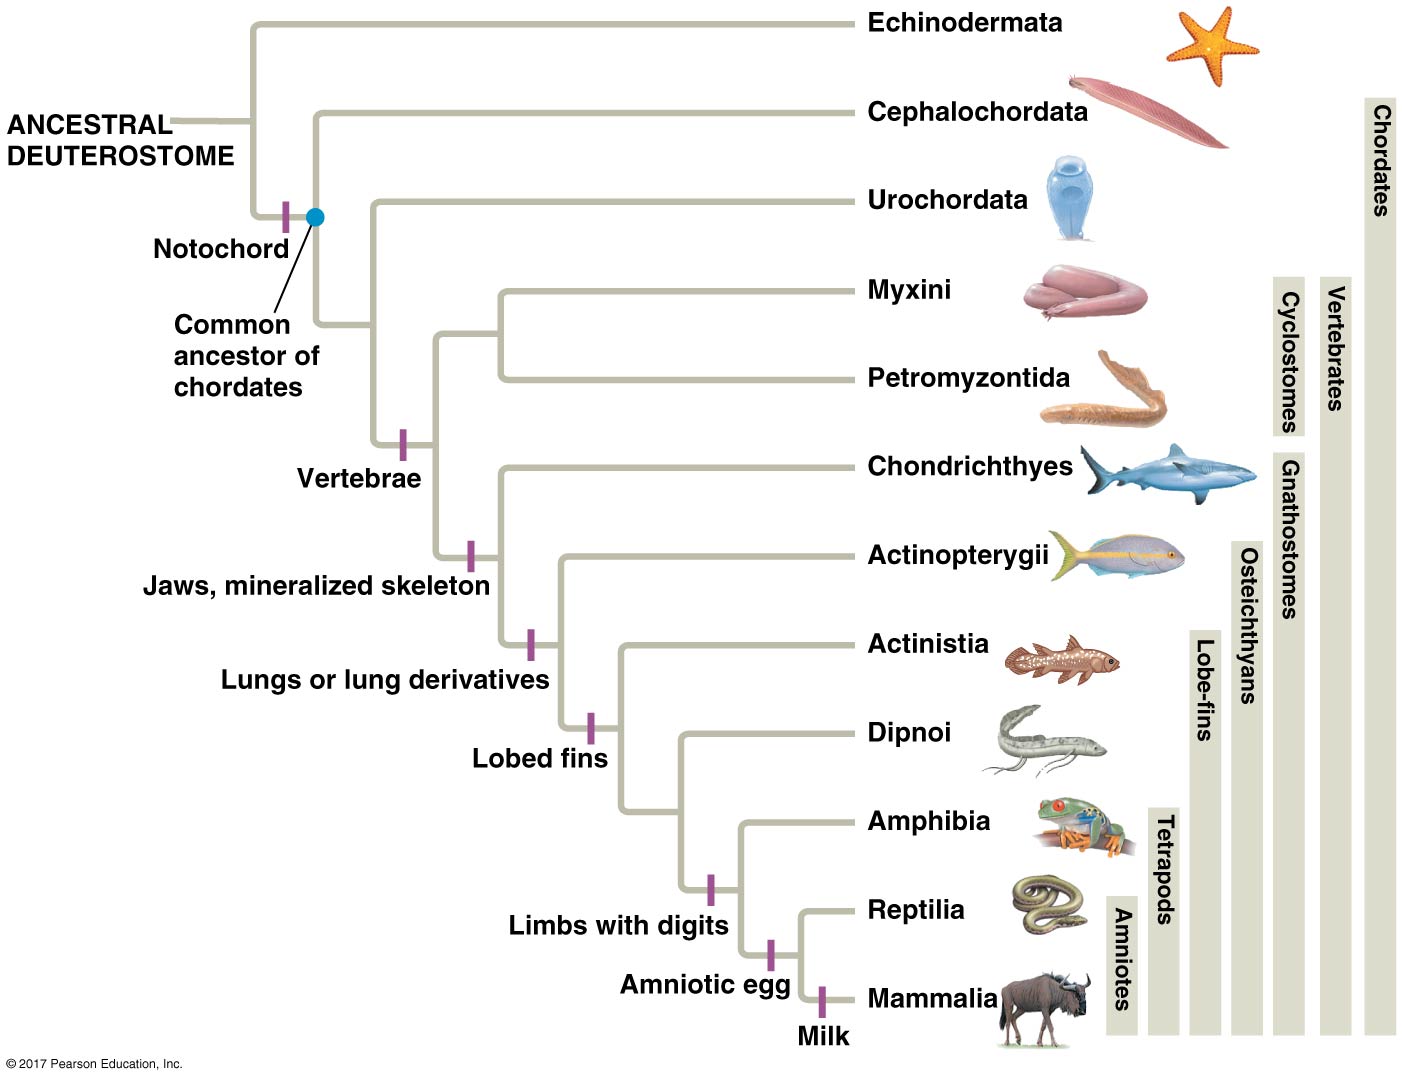 Echinodermata
Cephalochordata
ANCESTRAL
DEUTEROSTOME
Chordates
Urochordata
Notochord
Myxini
Cyclostomes
Vertebrates
Common
ancestor of
chordates
Petromyzontida
Vertebrae
Chondrichthyes
Gnathostomes
Actinopterygii
Osteichthyans
Jaws, mineralized skeleton
Actinistia
Lobe-fins
Lungs or lung derivatives
Dipnoi
Lobed fins
Amphibia
Tetrapods
Reptilia
Amniotes
Limbs with digits
Amniotic egg
Mammalia
Milk
© 2017 Pearson Education, Inc.